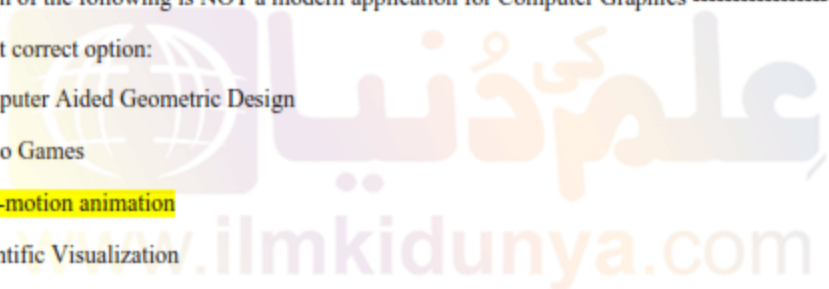 of the following is NOT a modern application for Computer Graphics
t correct option:
puter Aided Geometric Design
o Games
-motion animation
ntific Visualization
علم کی دُنیا
www.ilmkidunya.com